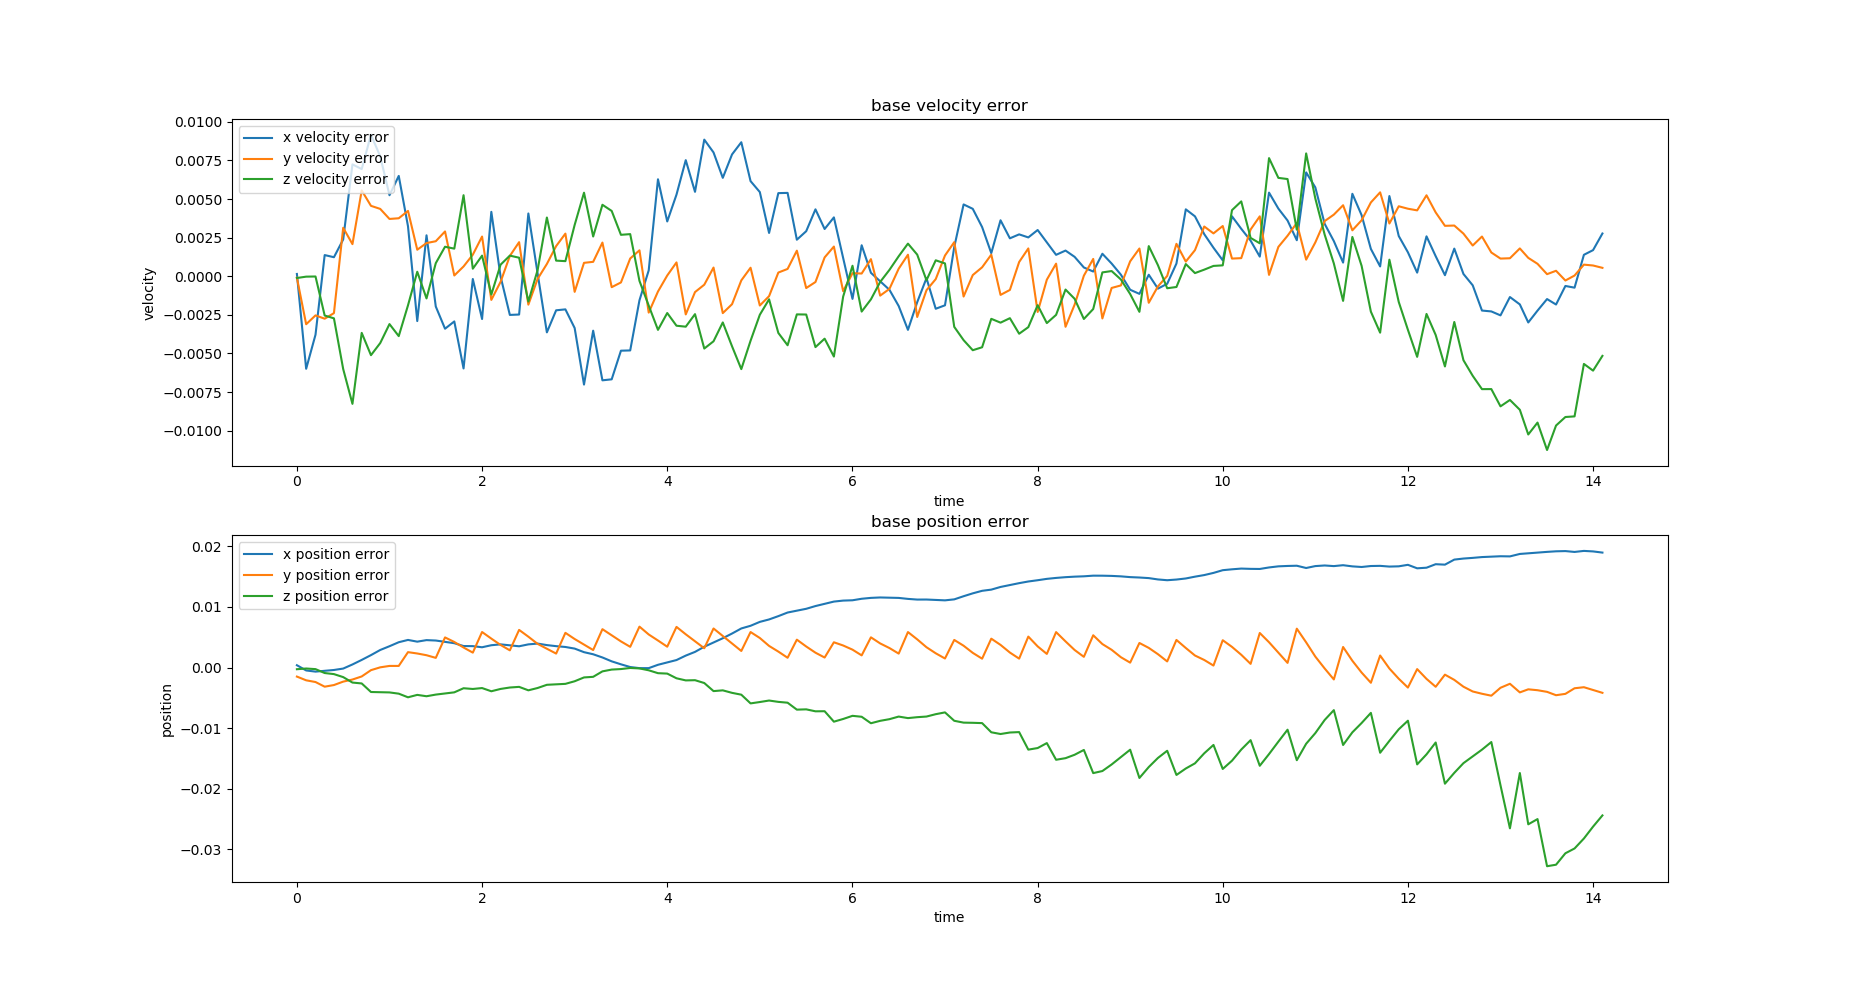 base velocity error
x velocity error
y velocity error
z velocity error
velocity
0.0100
0.0075
0.0050
0.0025
0.0000
−0.0025
−0.0050
−0.0075
−0.0100
0 2 4 6 8 10 12 14
time
base position error
x position error
y position error
z position error
position
0.02
0.01
0.00
−0.01
−0.02
−0.03
0 2 4 6 8 10 12 14
time